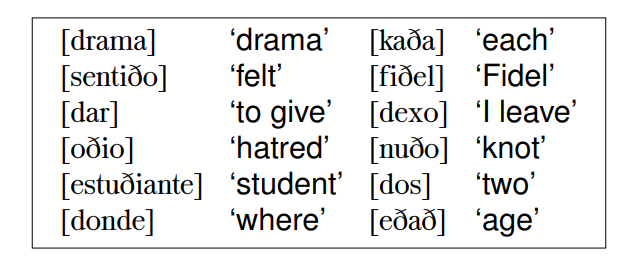 [drama] ‘drama’ [kaða] ‘each’
[sentiðo] ‘felt’ [fiðel] ‘Fidel’
[dar] ‘to give’ [dexo] ‘I leave’
[oðio] ‘hatred’ [nuðo] ‘knot’
[estuðiante] ‘student’ [dos] ‘two’
[donde] ‘where’ [eðað] ‘age’